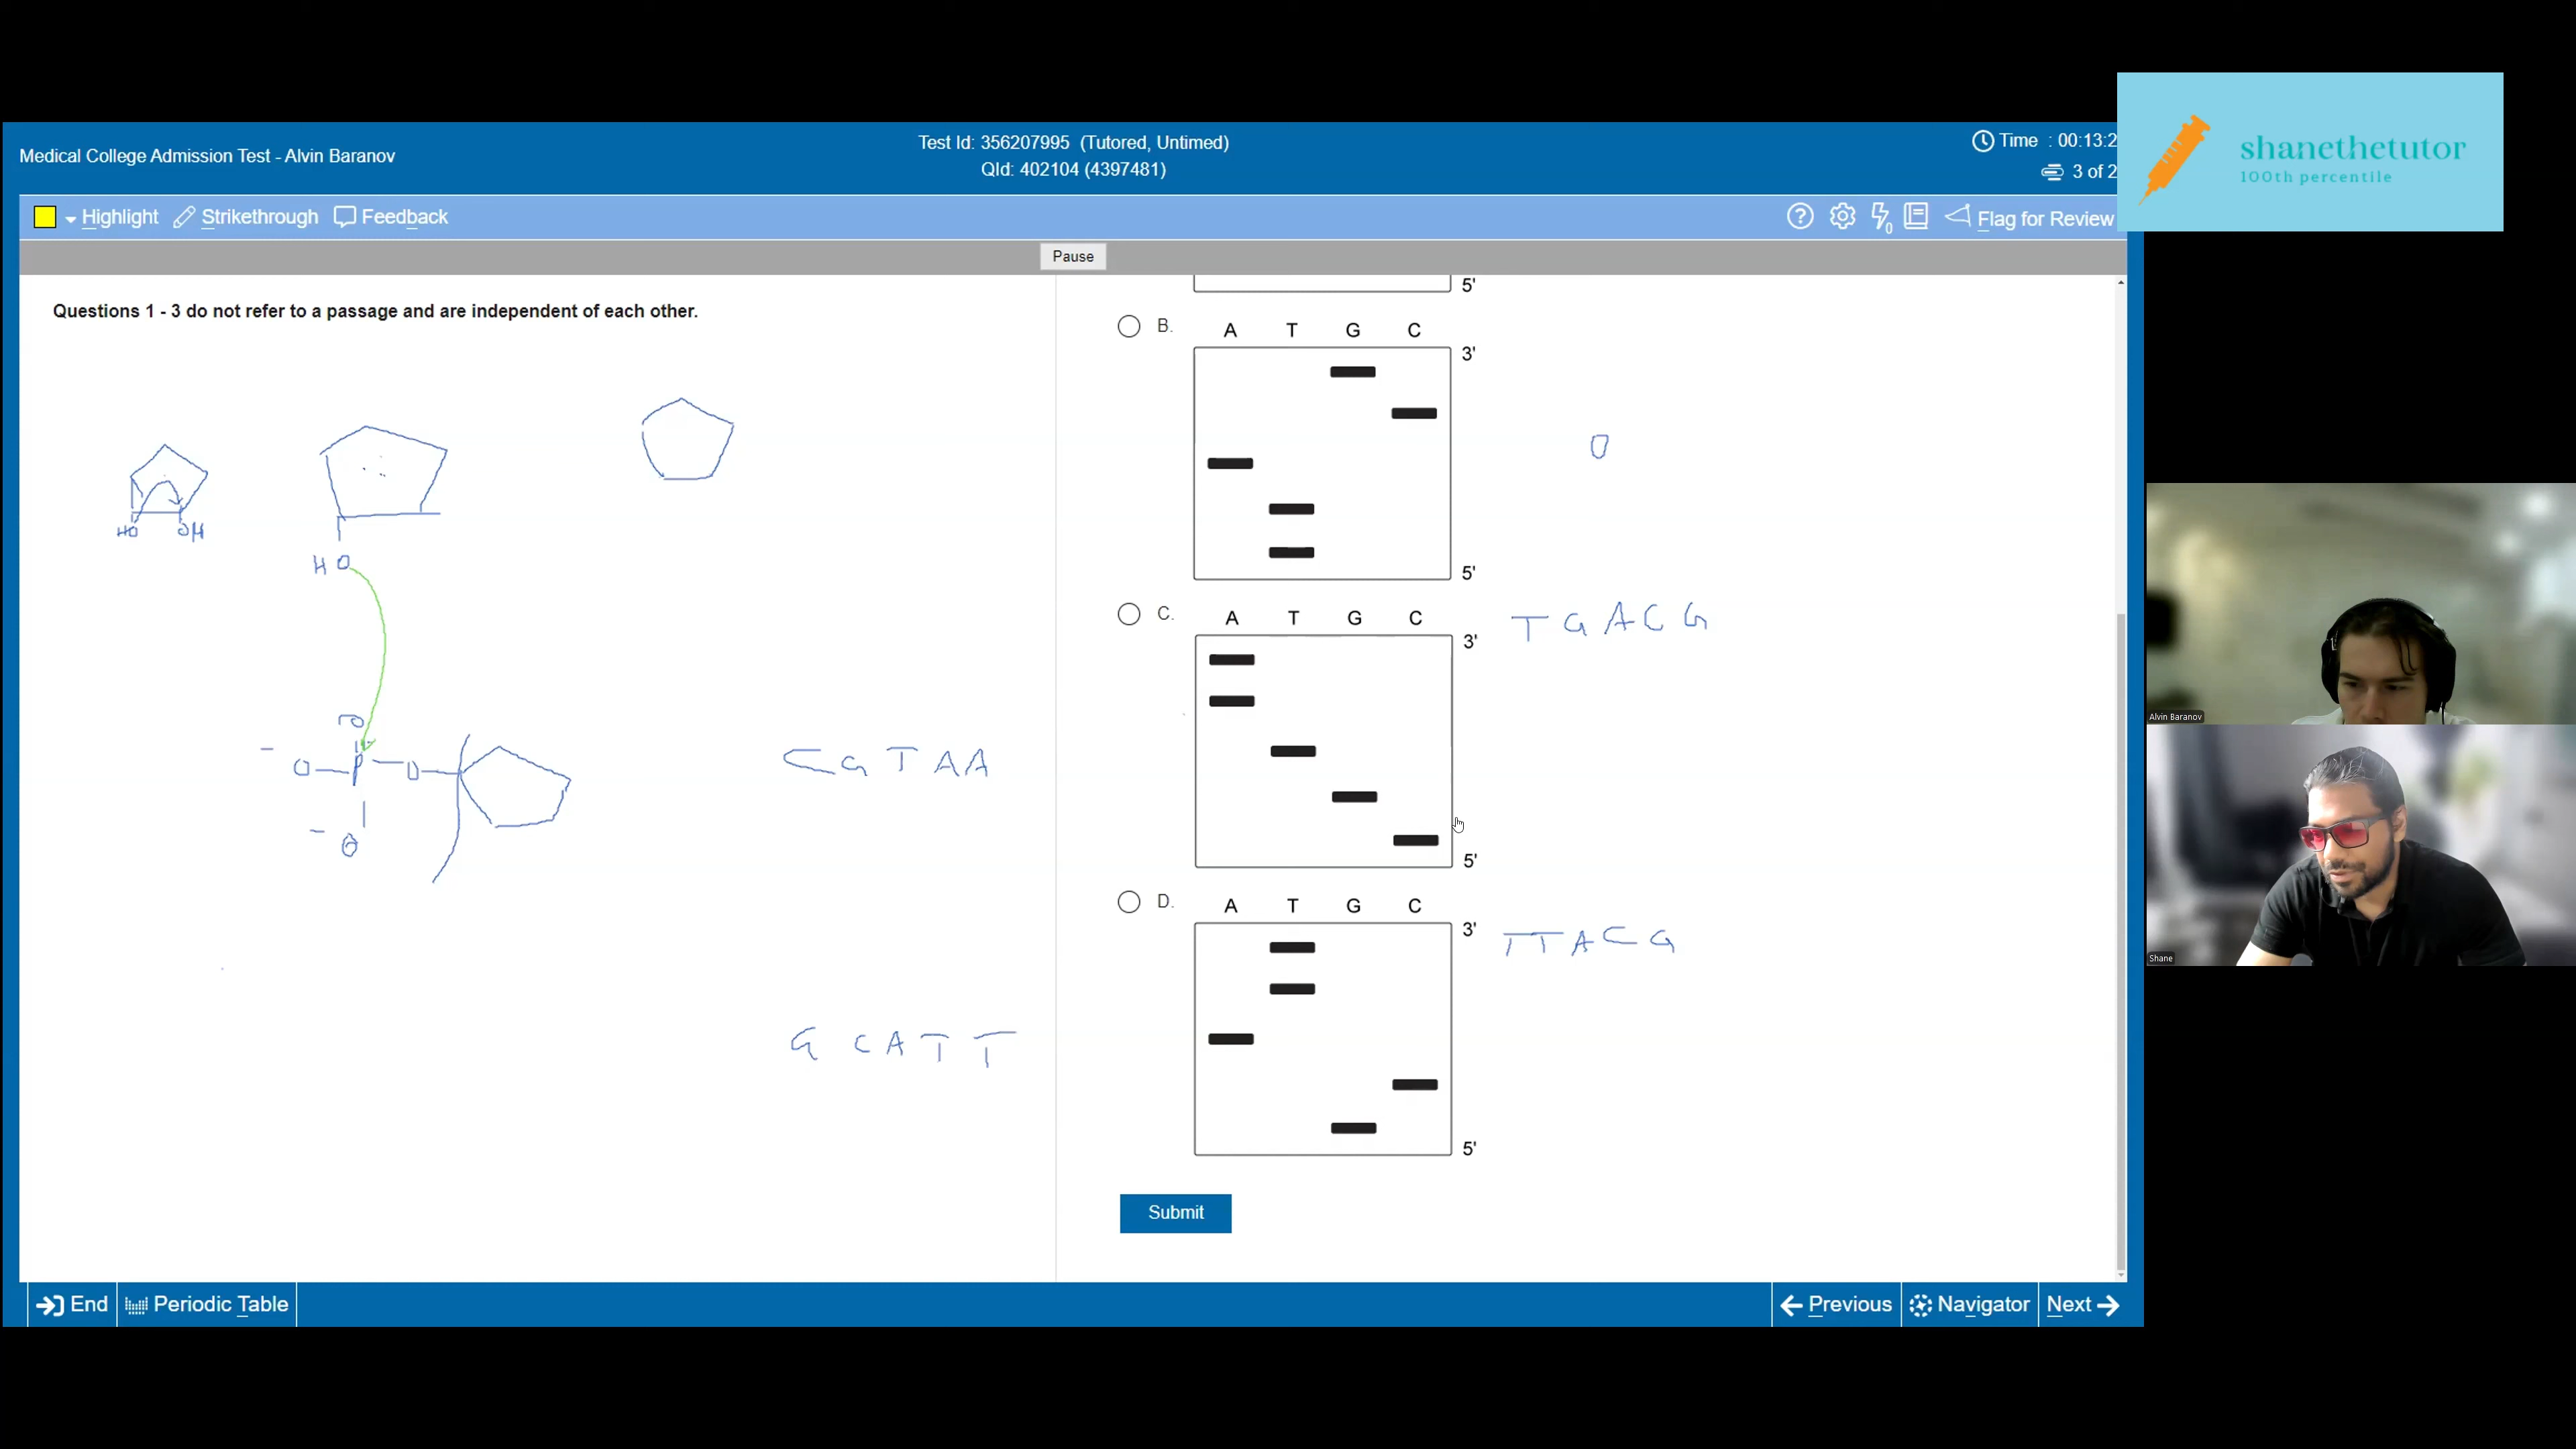 shanethetutor
100th percentile
Medical College Admission Test - Alvin Baranov
Test Id: 356207995 (Tutored, Untimed)
QId: 402104 (4397481)
Time : 00:13:2
3 of 2
Highlight Strikethrough Feedback
0
Flag for Review
Pause
Questions 1 - 3 do not refer to a passage and are independent of each other.
HO OH
HO
O
- O P O
- O
C G T A A
G C A T T
5'
B. A T G C
3'
5'
O
C. A T G C
3'
5'
T G A C G
D. A T G C
3'
5'
T T A C G
Submit
Alvin Baranov
Shane
End Periodic Table
Previous Navigator Next